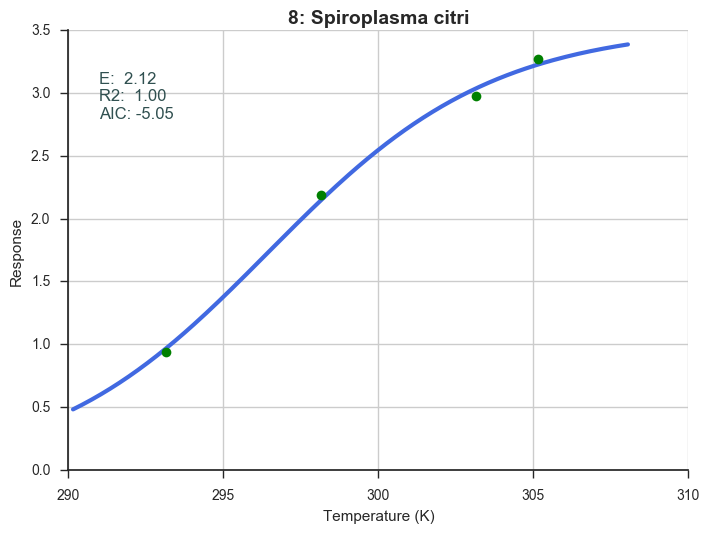 8: Spiroplasma citri
3.5
3.0
2.5
2.0
1.5
1.0
0.5
0.0
E:  2.12
R2:  1.00
AIC: -5.05
Response
290
295
300
305
310
Temperature (K)